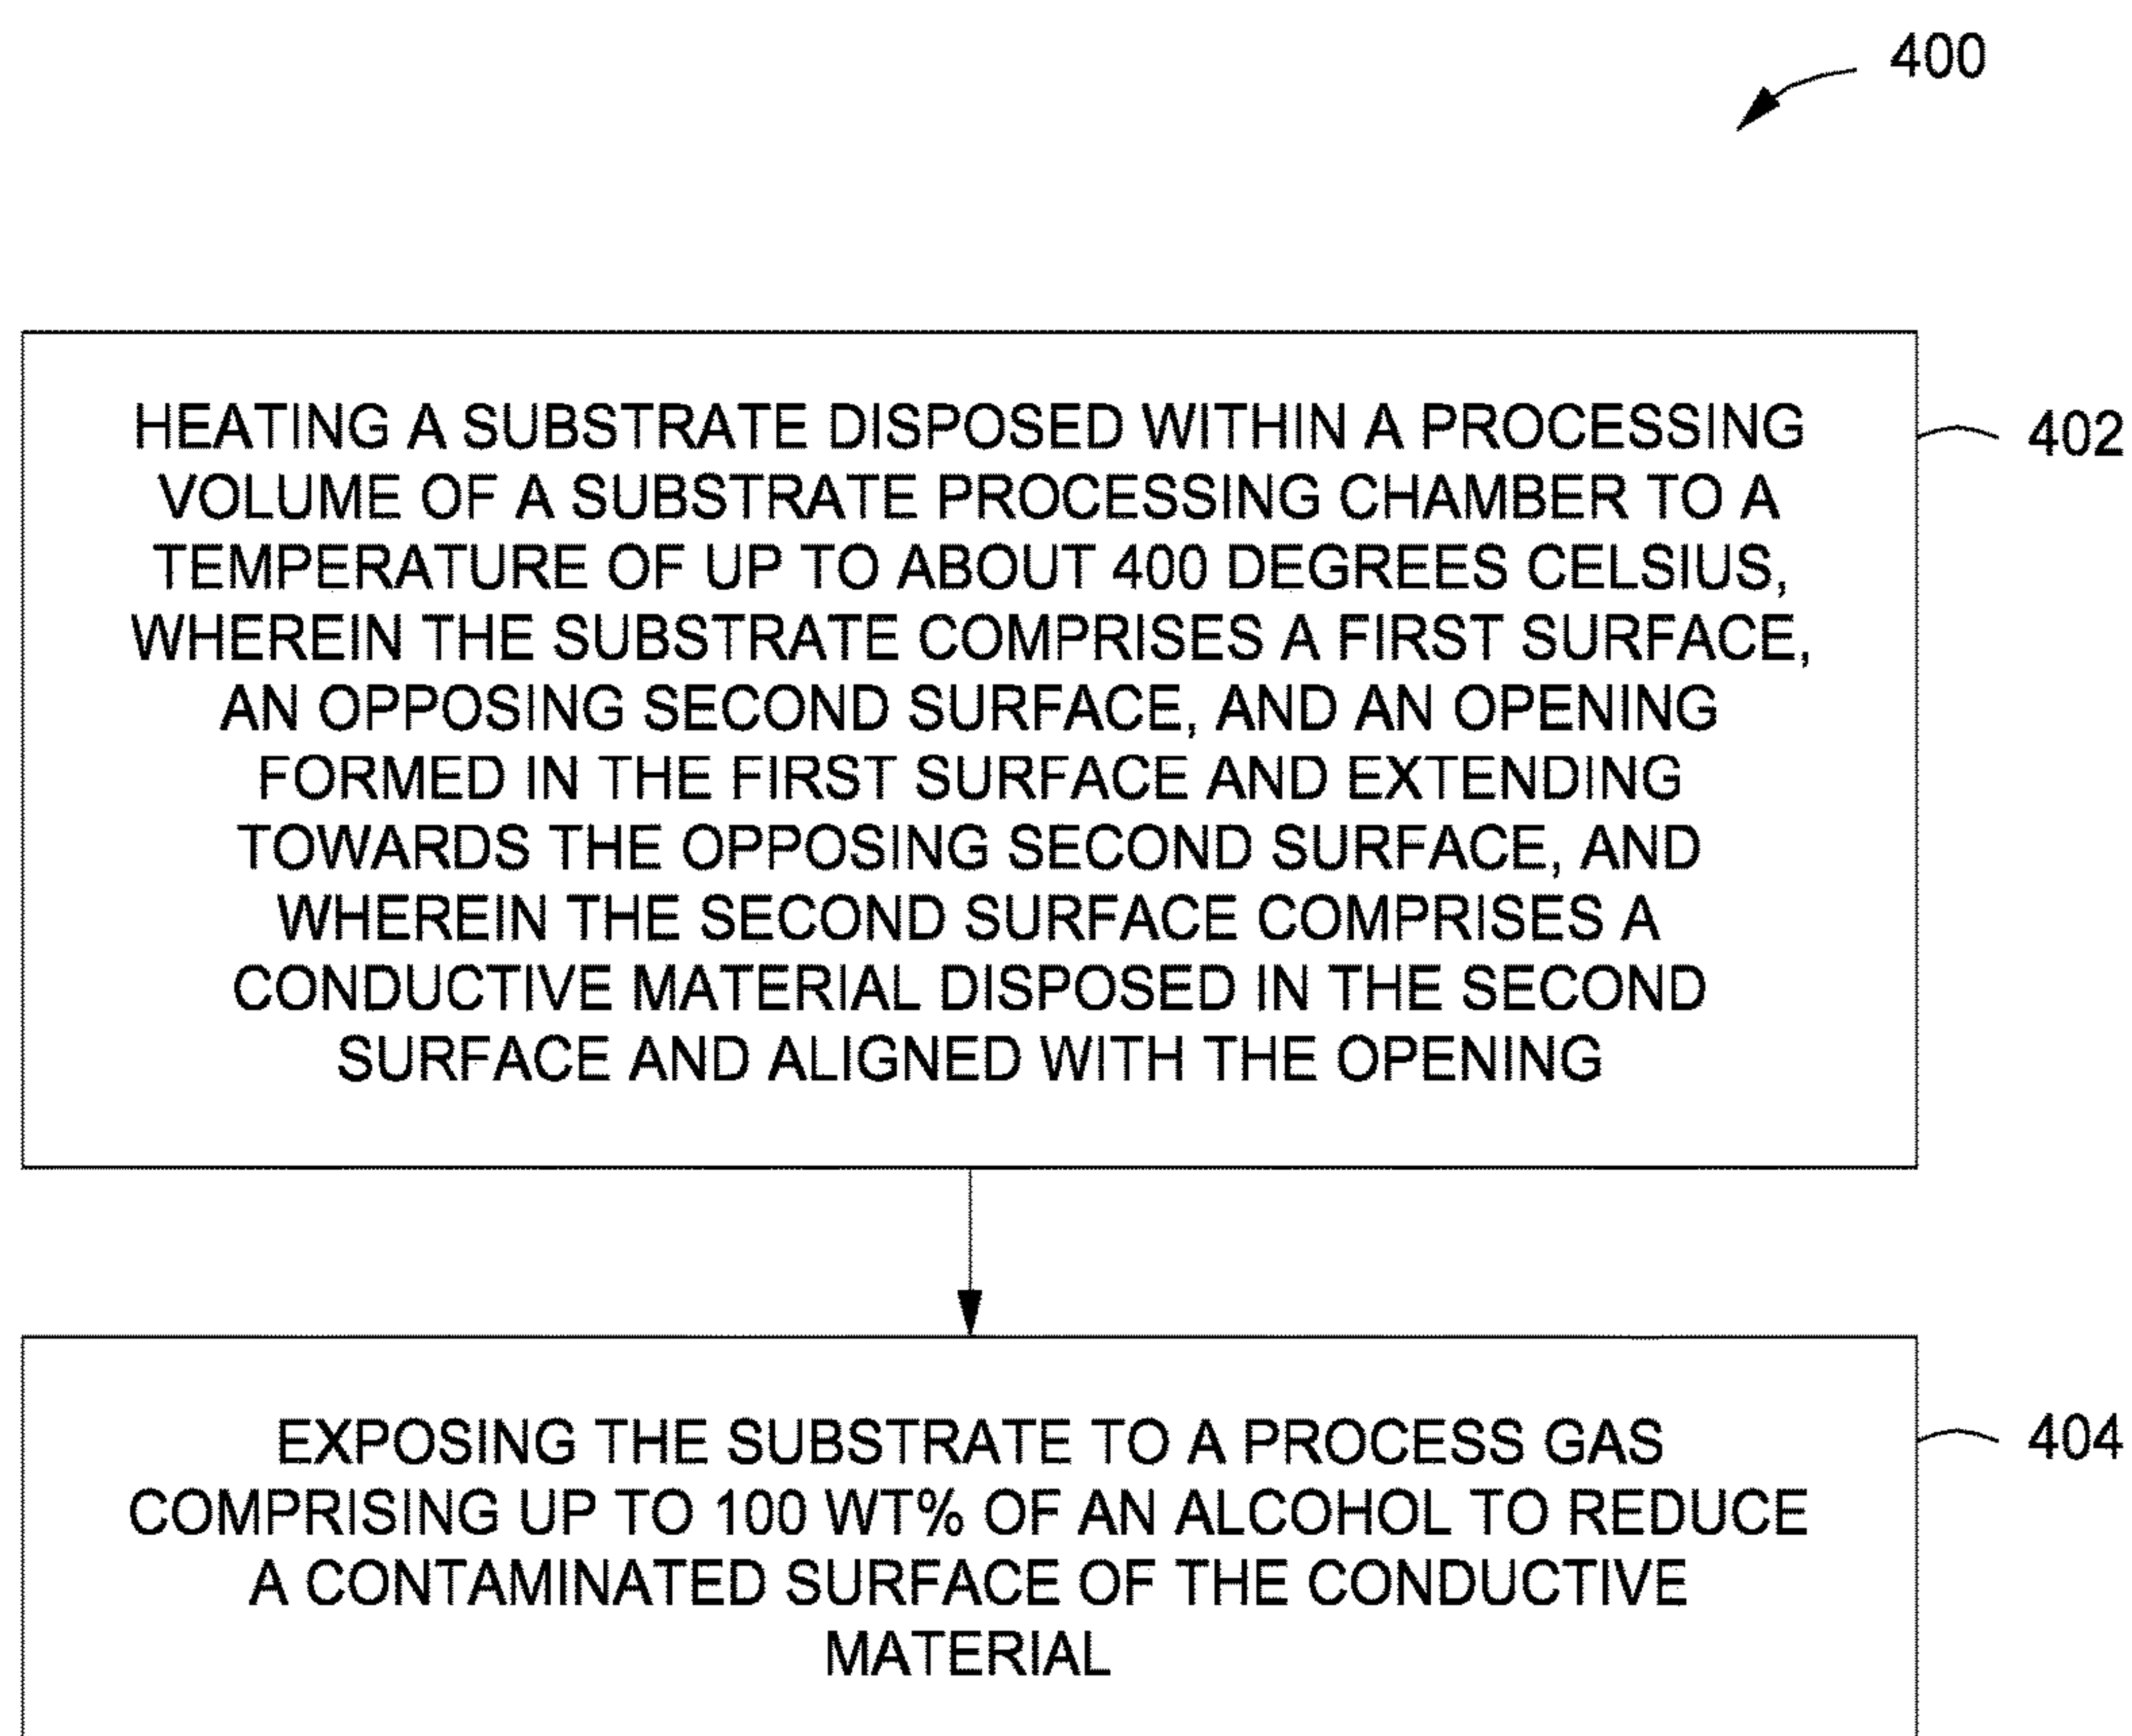 400
HEATING A SUBSTRATE DISPOSED WITHIN A PROCESSING
VOLUME OF A SUBSTRATE PROCESSING CHAMBER TO A
TEMPERATURE OF UP TO ABOUT 400 DEGREES CELSIUS,
WHEREIN THE SUBSTRATE COMPRISES A FIRST SURFACE,
AN OPPOSING SECOND SURFACE, AND AN OPENING
FORMED IN THE FIRST SURFACE AND EXTENDING
TOWARDS THE OPPOSING SECOND SURFACE, AND
WHEREIN THE SECOND SURFACE COMPRISES A
CONDUCTIVE MATERIAL DISPOSED IN THE SECOND
SURFACE AND ALIGNED WITH THE OPENING
402
EXPOSING THE SUBSTRATE TO A PROCESS GAS
COMPRISING UP TO 100 WT% OF AN ALCOHOL TO REDUCE
A CONTAMINATED SURFACE OF THE CONDUCTIVE
MATERIAL
404